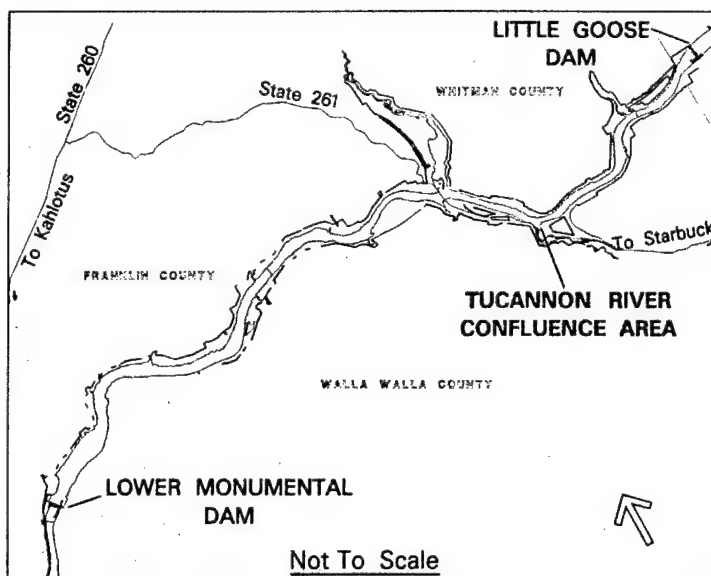 LITTLE GOOSE
DAM
State 260
State 261
WHITMAN COUNTY
To Kahlotus
To Starbuck
FRANKLIN COUNTY
TUCANNON RIVER
CONFLUENCE AREA
WALLA WALLA COUNTY
LOWER MONUMENTAL
DAM
Not To Scale